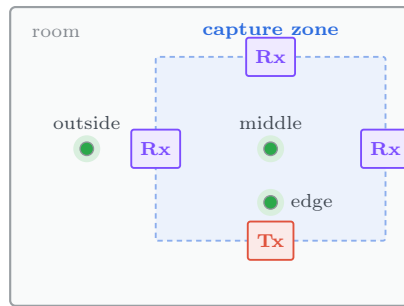 room
capture zone
Rx
outside
middle
Rx
Rx
edge
Tx